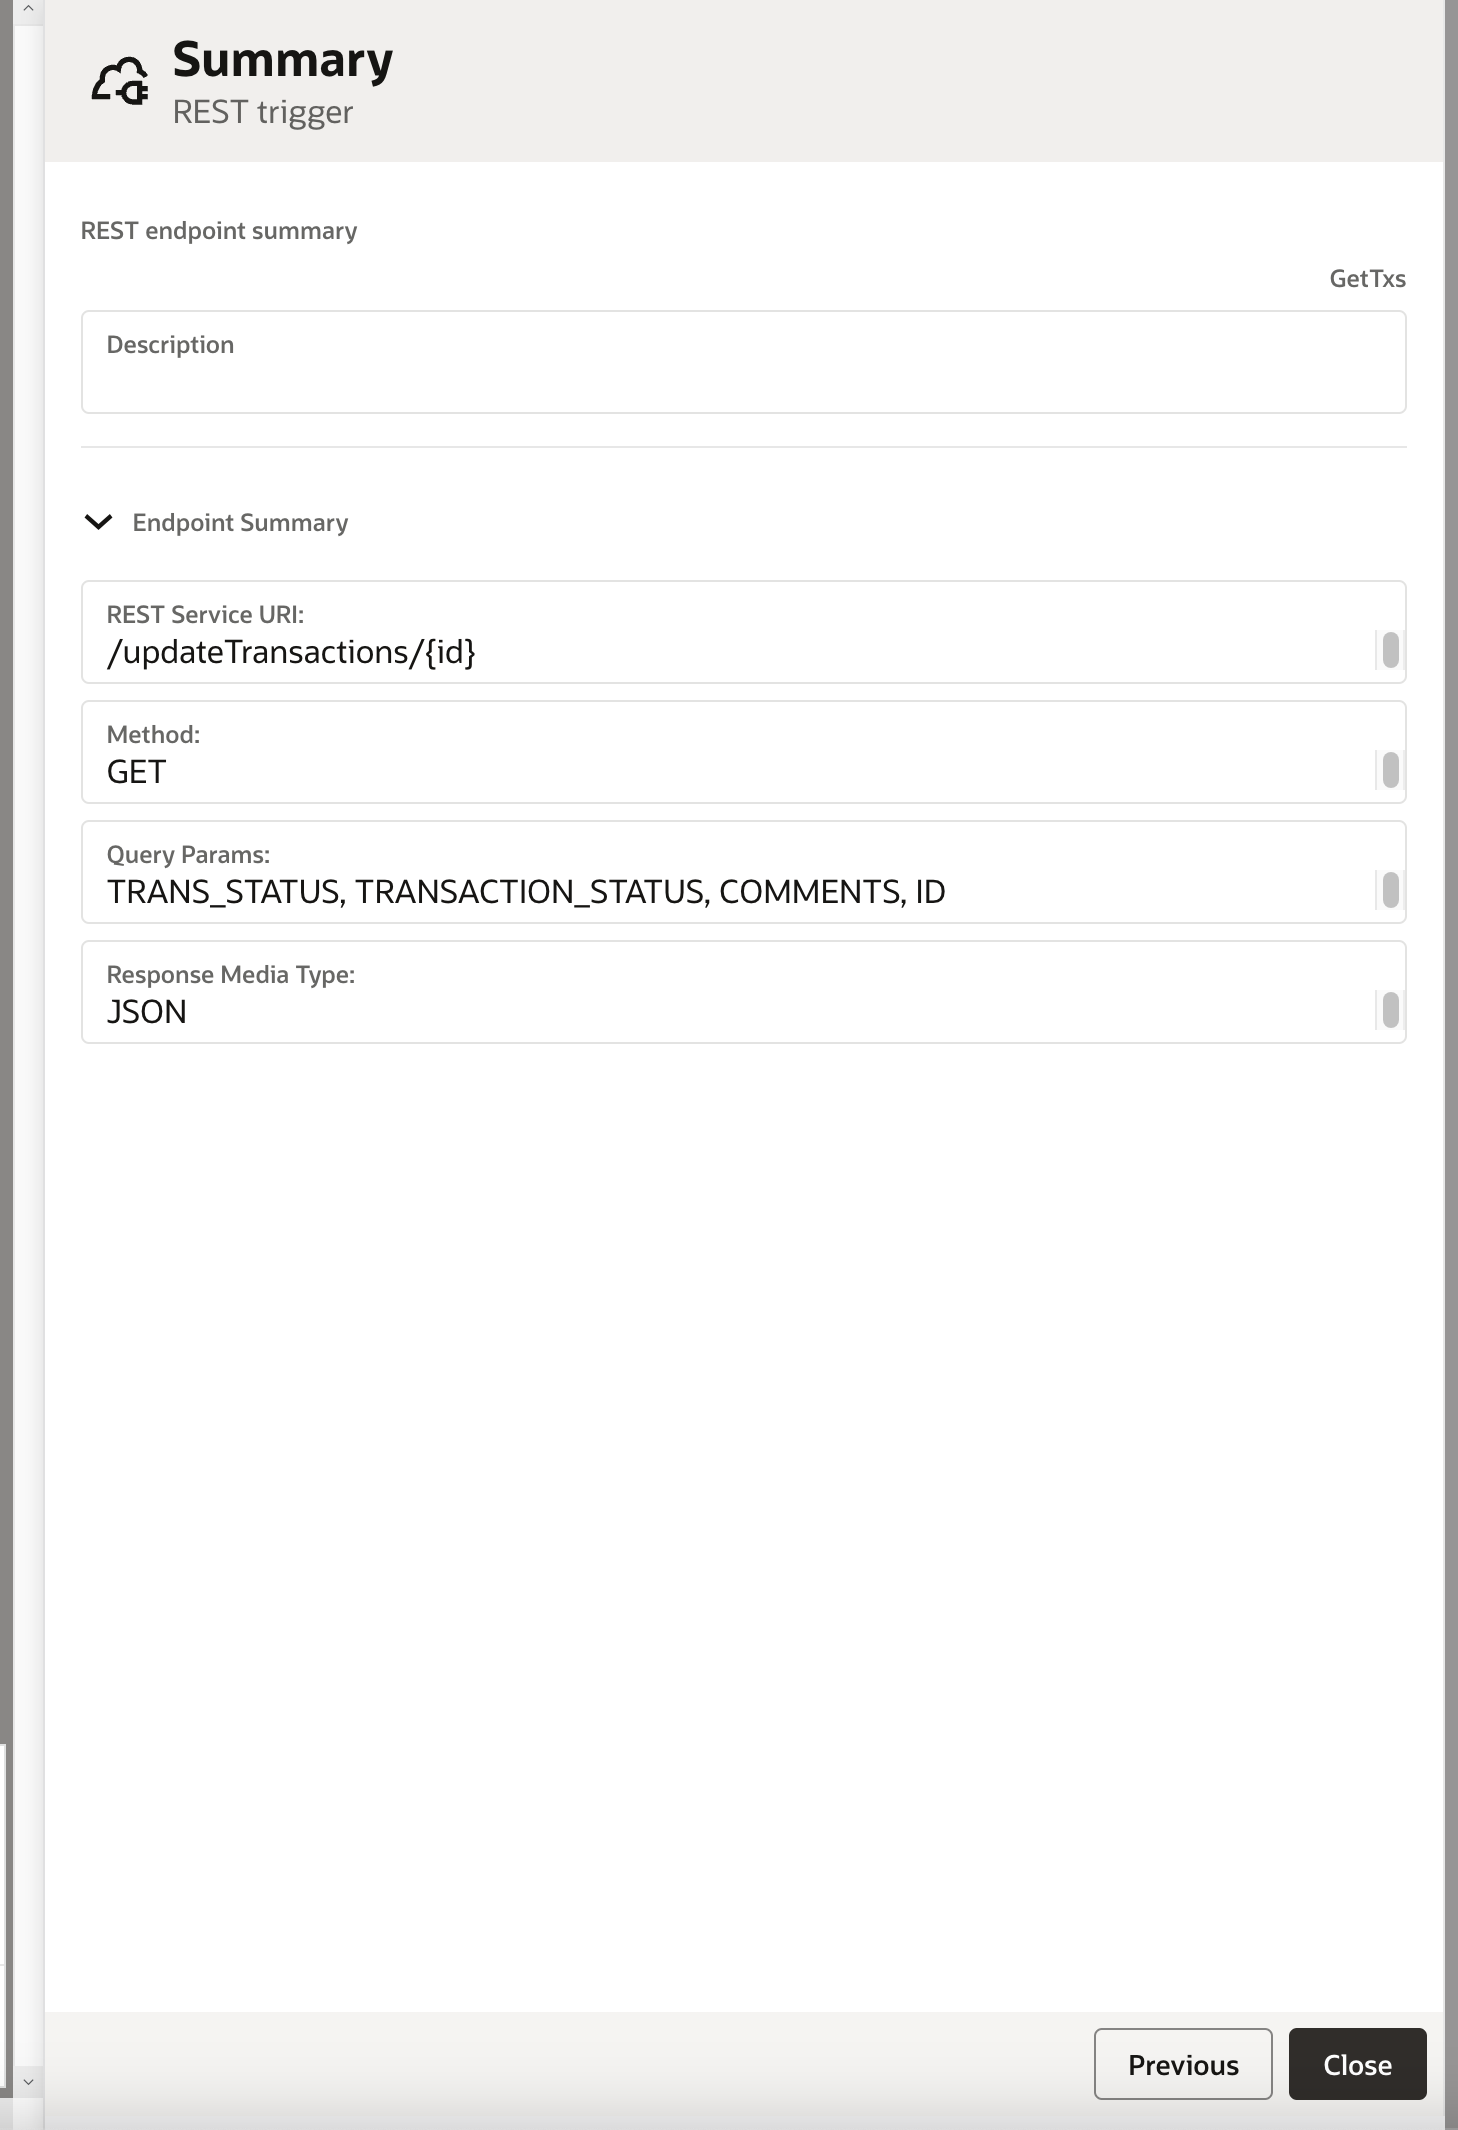 Summary
REST trigger
REST endpoint summary
GetTxs
Description
Endpoint Summary
REST Service URI:
/updateTransactions/{id}
Method:
GET
Query Params:
TRANS_STATUS, TRANSACTION_STATUS, COMMENTS, ID
Response Media Type:
JSON
Previous
Close